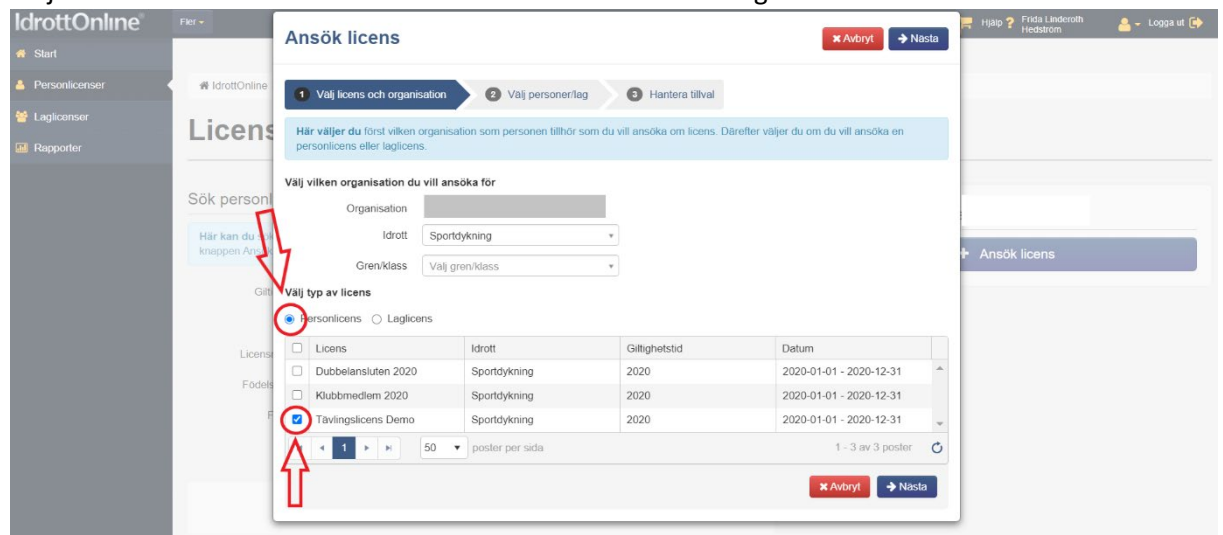 IdrottOnline
Fler
Hjälp ? Frida Linderoth Hedström
Logga ut
Start
Personlicenser
Laglicenser
Rapporter
IdrottOnline
Licens
Sök personl
Här kan du
knappen
Licens
Födels
F
Ansök licens
Ansök licens
Avbryt
Nästa
1 Välj licens och organisation
2 Välj personer/lag
3 Hantera tillval
Här väljer du först vilken organisation som personen tillhör som du vill ansöka om licens. Därefter väljer du om du vill ansöka en
personlicens eller laglicens.
Välj vilken organisation du vill ansöka för
Organisation
Idrott Sportdykning
Gren/klass Välj gren/klass
Välj typ av licens
Personlicens Laglicens
Licens Idrott Giltighetstid Datum
Dubbelansluten 2020 Sportdykning 2020 2020-01-01 - 2020-12-31
Klubbmedlem 2020 Sportdykning 2020 2020-01-01 - 2020-12-31
Tävlingslicens Demo Sportdykning 2020 2020-01-01 - 2020-12-31
1 50 poster per sida 1 - 3 av 3 poster
Avbryt
Nästa